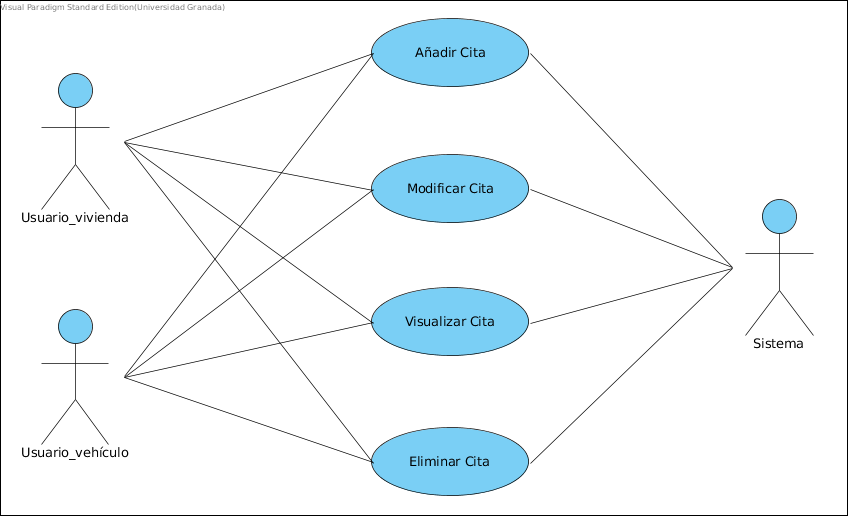 Visual Paradigm Standard Edition(Universidad Granada)
Añadir Cita
Modificar Cita
Usuario_vivienda
Visualizar Cita
Sistema
Usuario_vehículo
Eliminar Cita